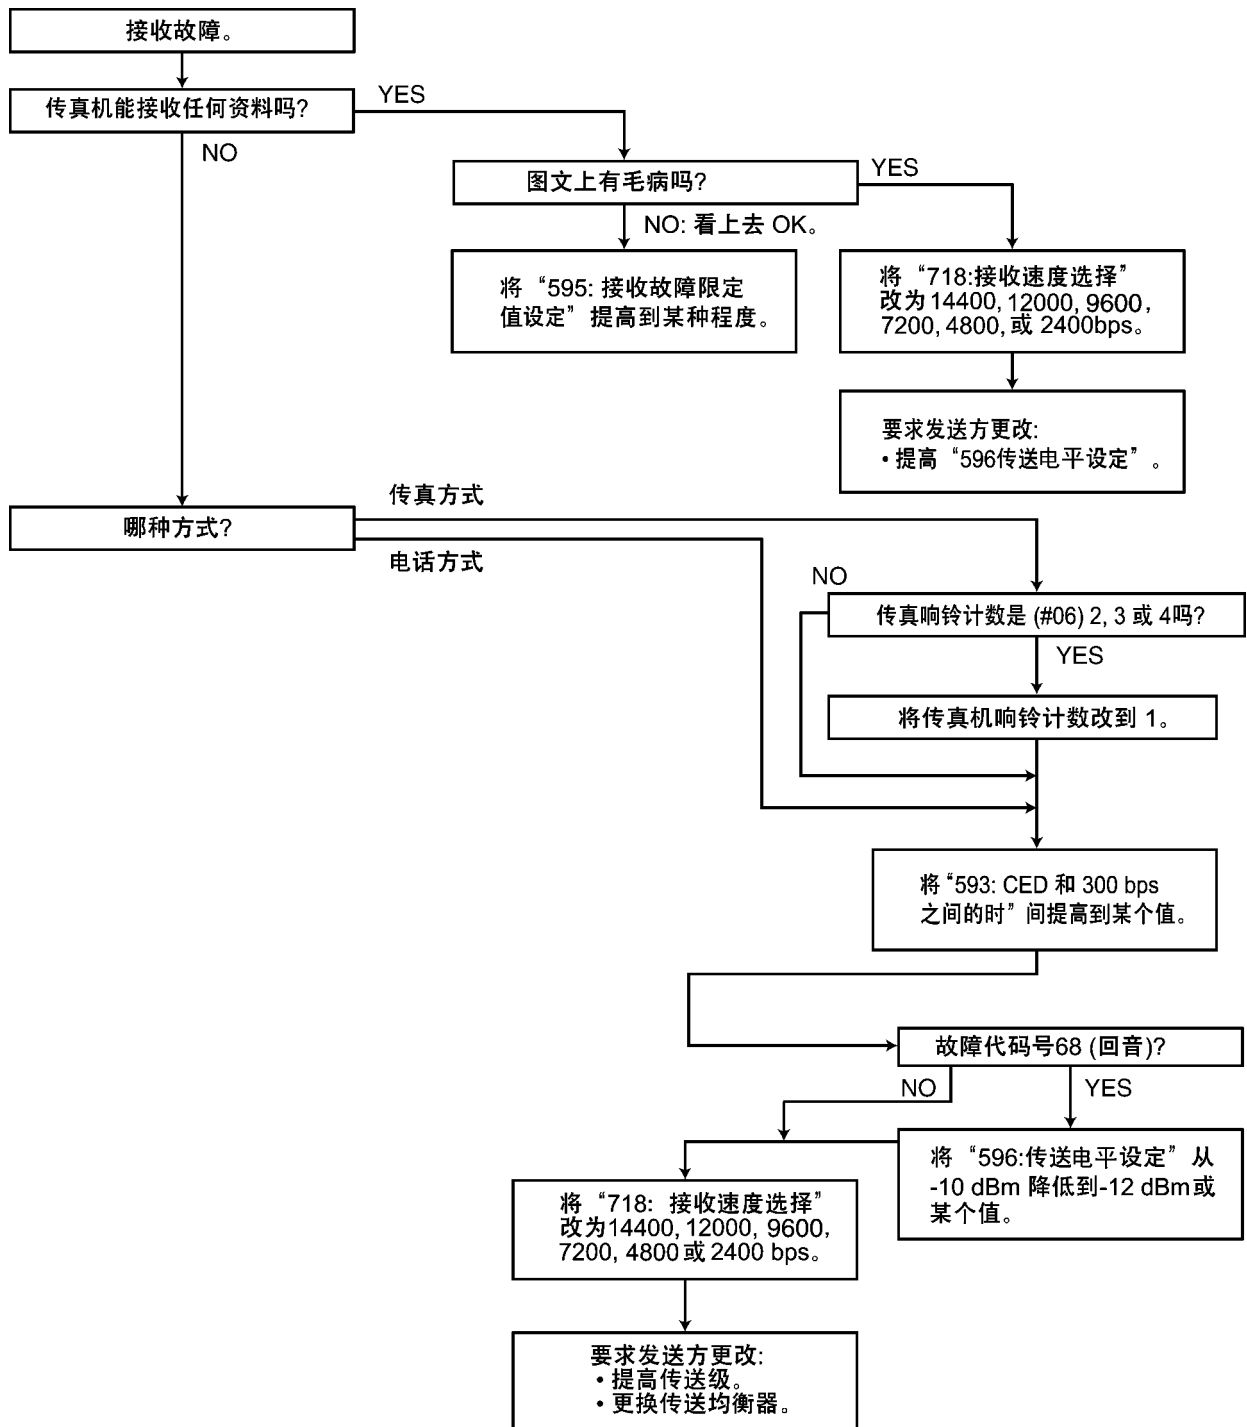 接收故障。
传真机能接收任何资料吗?
YES
NO
图文上有毛病吗?
YES
NO: 看上去 OK。
将“595: 接收故障限定
值设定”提高到某种程度。
将“718:接收速度选择”
改为14400, 12000, 9600,
7200, 4800, 或 2400bps。
要求发送方更改:
• 提高“596传送电平设定”。
哪种方式?
传真方式
电话方式
NO
传真响铃计数是 (#06) 2, 3 或 4吗?
YES
将传真机响铃计数改到 1。
将“593: CED 和 300 bps
之间的时”间提高到某个值。
故障代码号68 (回音)?
NO
YES
将“596:传送电平设定”从
-10 dBm 降低到-12 dBm或
某个值。
将“718: 接收速度选择”
改为14400, 12000, 9600,
7200, 4800 或 2400 bps。
要求发送方更改:
• 提高传送级。
• 更换传送均衡器。